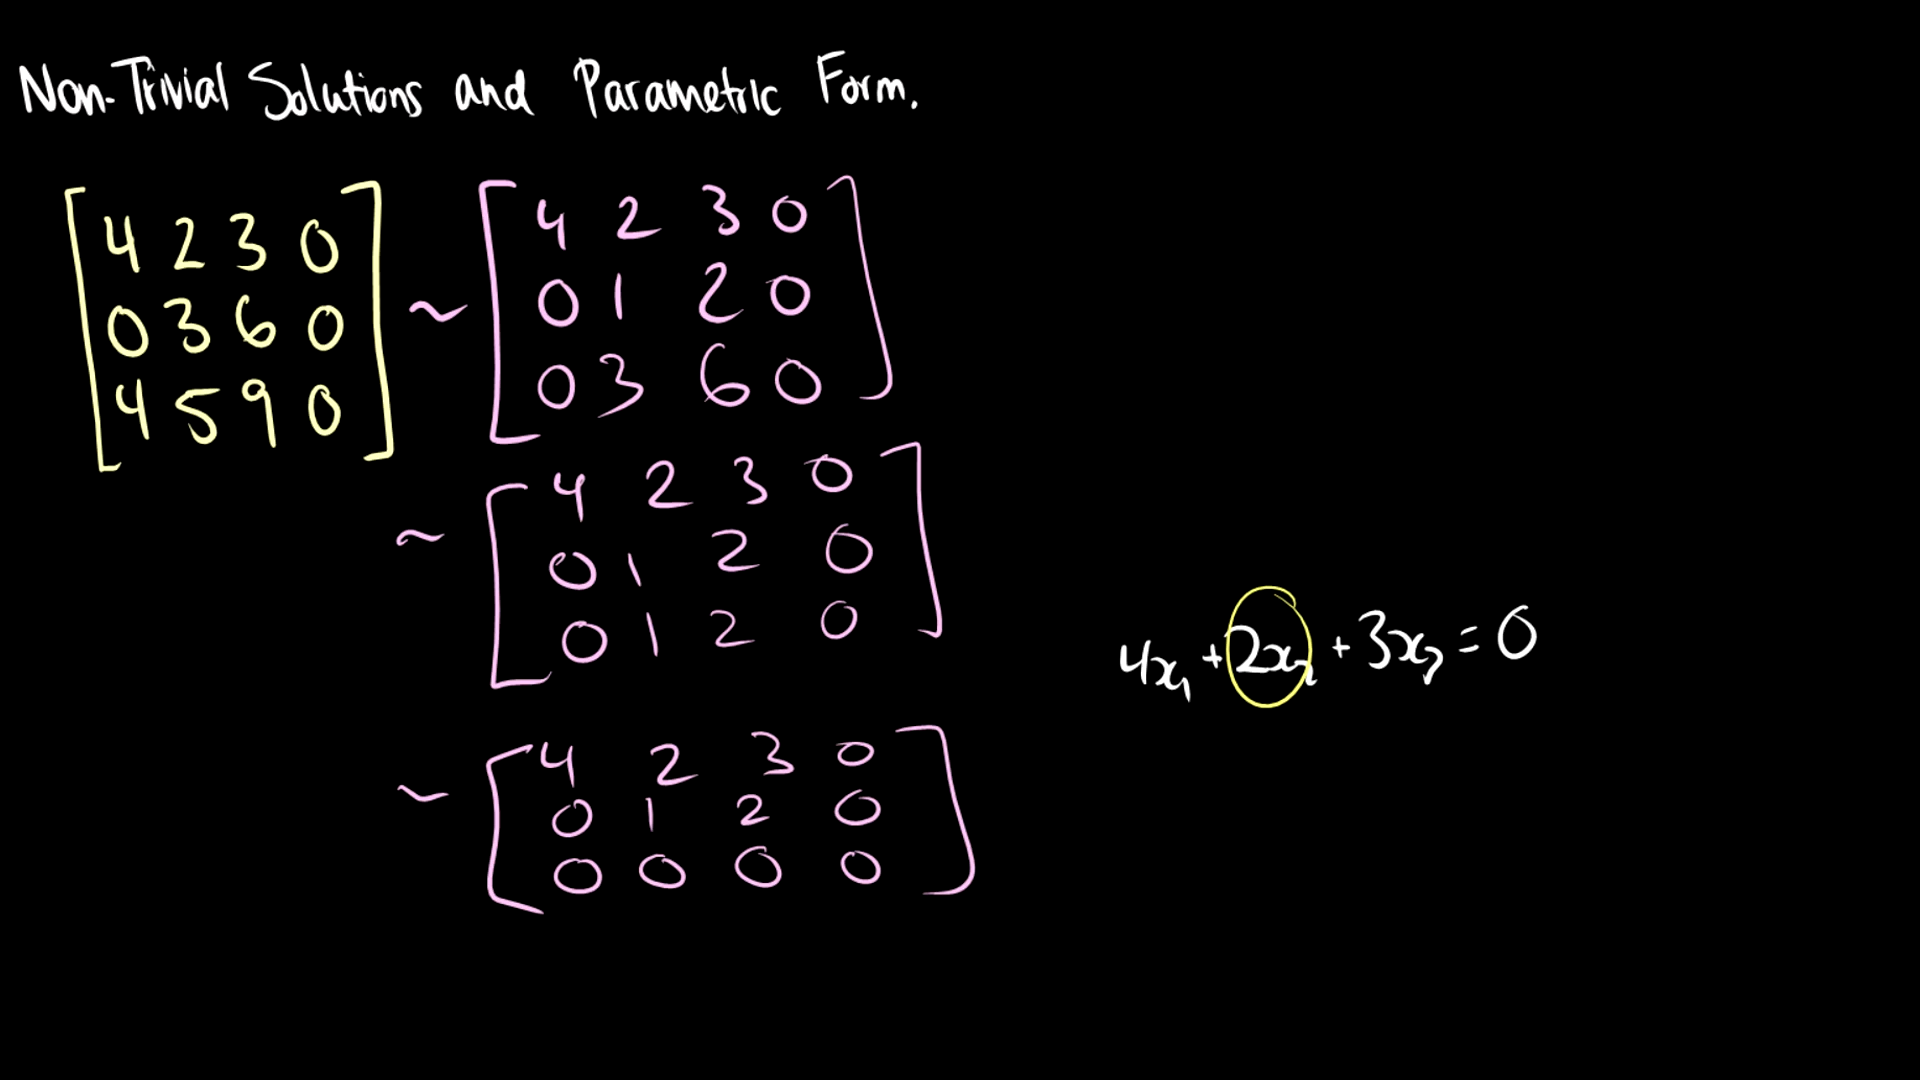 Non-Trivial Solutions and Parametric Form.
4 2 3 0
0 3 6 0
4 5 9 0
~
4 2 3 0
0 1 2 0
0 3 6 0
~
4 2 3 0
0 1 2 0
0 1 2 0
~
4 2 3 0
0 1 2 0
0 0 0 0
4x₁ + 2x₂ + 3x₃ = 0